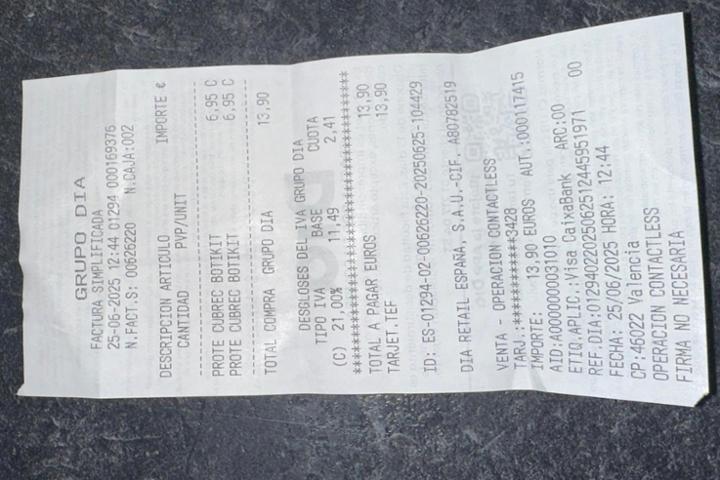 GRUPO DIA
FACTURA SIMPLIFICADA
25-06-2025 12:44 01294 000169376
N.FACT.S: 00626220 N.CAJA:002
DESCRIPCION ARTICULO IMPORTE €
CANTIDAD PVP/UNIT
PROTE CUBREC BOTIKIT 6,95 C
PROTE CUBREC BOTIKIT 6,95 C
TOTAL COMPRA GRUPO DIA 13,90
DESGLOSES DEL IVA GRUPO DIA
TIPO IVA BASE CUOTA
(C) 21,00% 11,49 2,41
TOTAL A PAGAR EUROS 13,90
TARJET.TEF 13,90
ID: ES-01294-02-00626220-20250625-104429
DIA RETAIL ESPAÑA, S.A.U.-CIF. A80782519
VENTA - OPERACION CONTACTLESS
TARJ.:************3428
IMPORTE: 13,90 EUROS AUT.:000117415
AID:A0000000031010
ETIQ.APLIC.:Visa CaixaBank ARC:00
REF.DIA:012940220250625124459519​71 00
FECHA: 25/06/2025 HORA: 12:44
CP:46022 Valencia
OPERACION CONTACTLESS
FIRMA NO NECESARIA